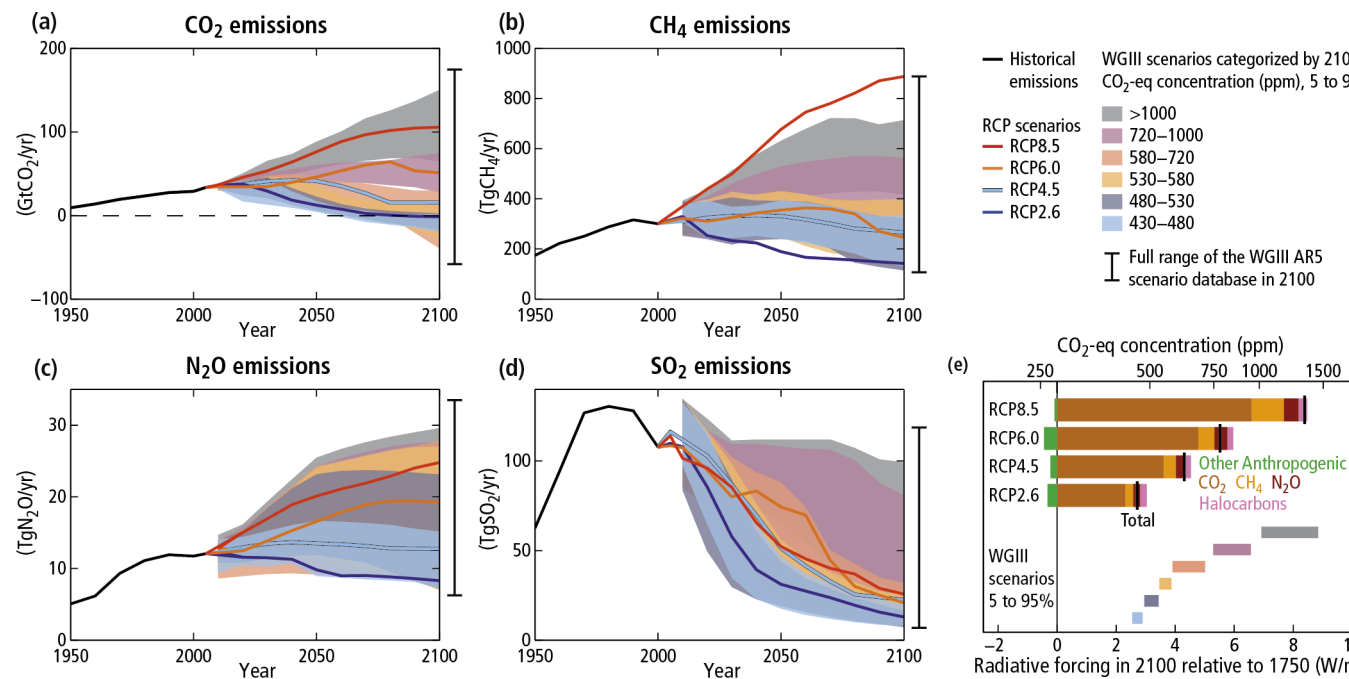 (a)
CO₂ emissions
200
100
0
−100
(GtCO₂/yr)
1950
2000
2050
2100
Year
(b)
CH₄ emissions
1000
800
600
400
200
0
(TgCH₄/yr)
1950
2000
2050
2100
Year
Historical
emissions
RCP scenarios
RCP8.5
RCP6.0
RCP4.5
RCP2.6
WGIII scenarios categorized by 210
CO₂-eq concentration (ppm), 5 to 9
>1000
720−1000
580−720
530−580
480−530
430−480
Full range of the WGIII AR5
scenario database in 2100
(c)
N₂O emissions
30
20
10
0
(TgN₂O/yr)
1950
2000
2050
2100
Year
(d)
SO₂ emissions
100
50
0
(TgSO₂/yr)
1950
2000
2050
2100
Year
(e)
CO₂-eq concentration (ppm)
250
500
750
1000
1500
RCP8.5
RCP6.0
RCP4.5
RCP2.6
Other Anthropogenic
CO₂ CH₄ N₂O
Halocarbons
Total
WGIII
scenarios
5 to 95%
−2
0
2
4
6
8
1
Radiative forcing in 2100 relative to 1750 (W/m